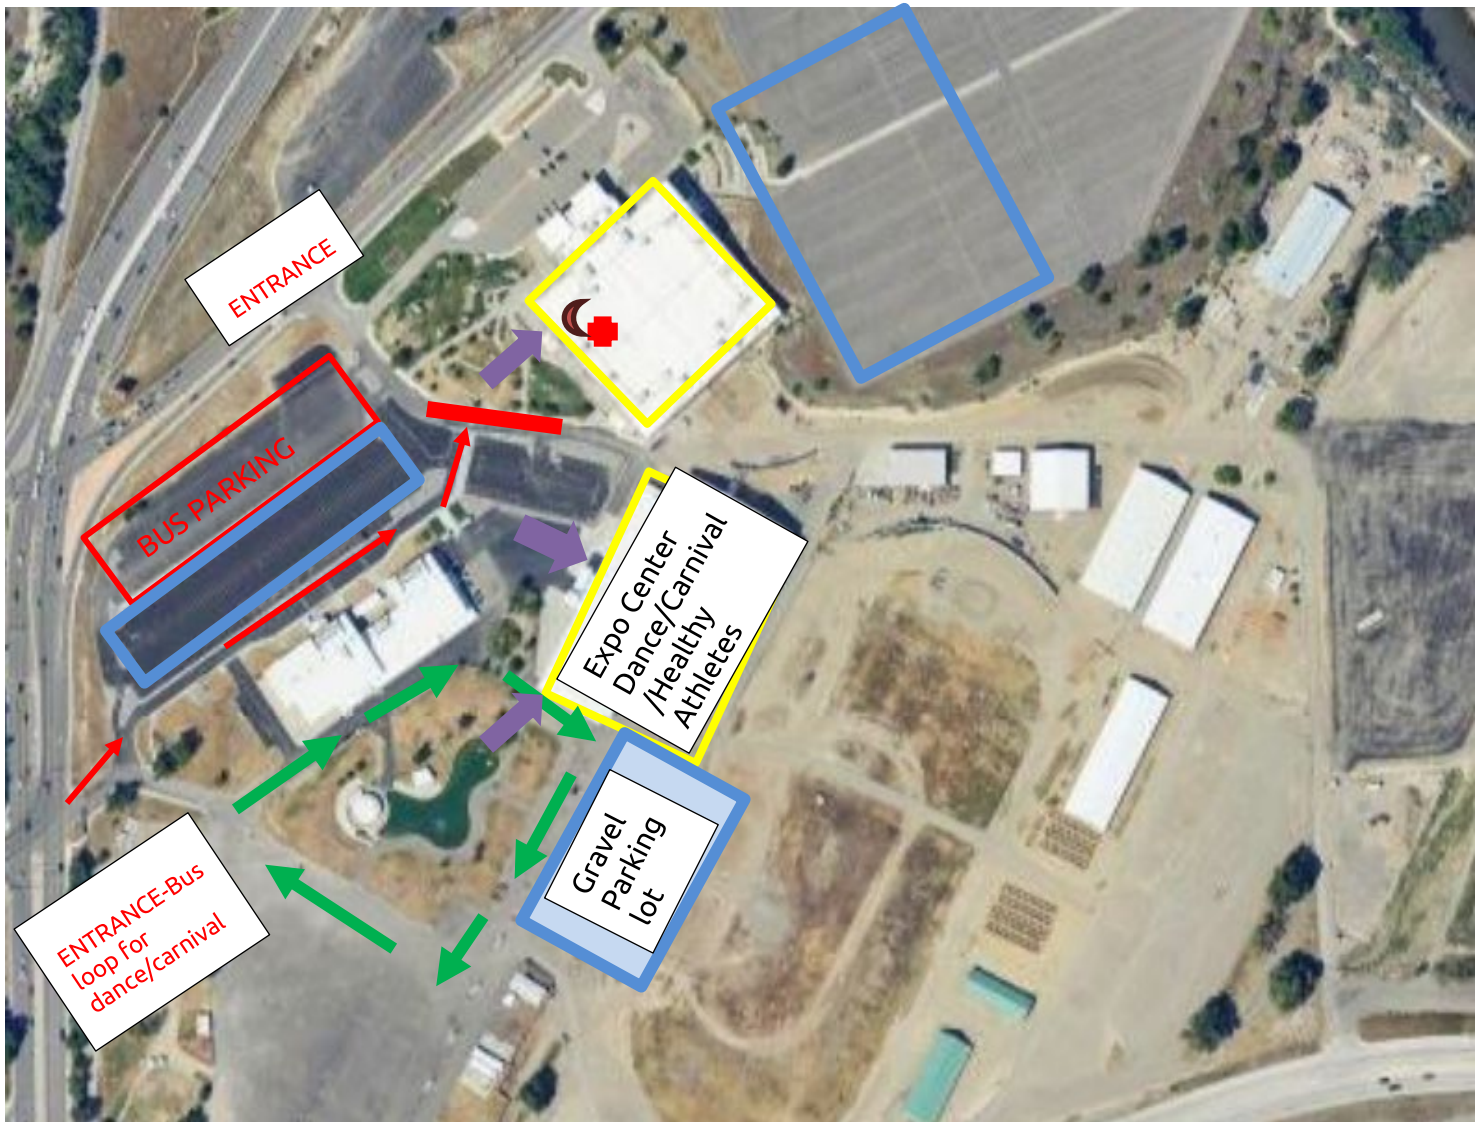 ENTRANCE
BUS PARKING
Expo Center
Dance/Carnival
/Healthy
Athletes
Gravel
Parking
lot
ENTRANCE-Bus
loop for
dance/carnival